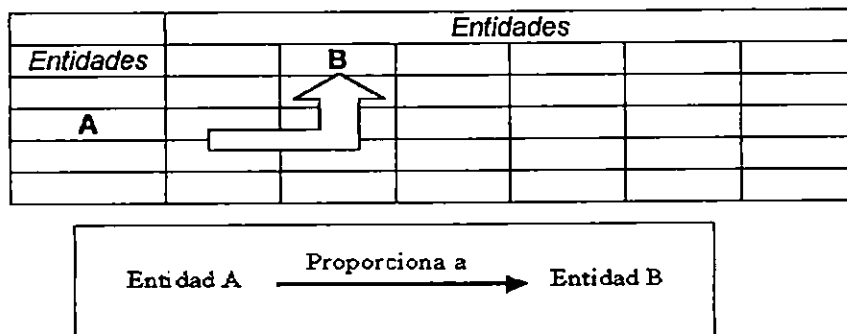 Entidades
Entidades B
A
Proporciona a
Entidad A Entidad B